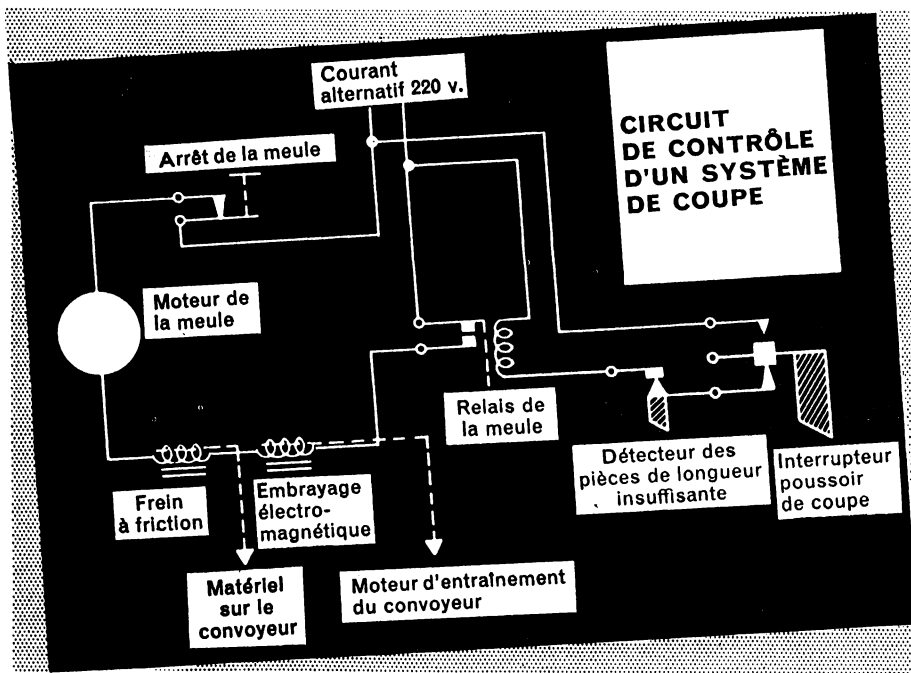 Courant
alternatif 220 v.
CIRCUIT
DE CONTRÔLE
D'UN SYSTÈME
DE COUPE
Arrêt de la meule
Moteur de
la meule
Relais de
la meule
Détecteur des
pièces de longueur
insuffisante
Interrupteur
poussoir
de coupe
Frein
à friction
Embrayage
électro-
magnétique
Matériel
sur le
convoyeur
Moteur d'entraînement
du convoyeur